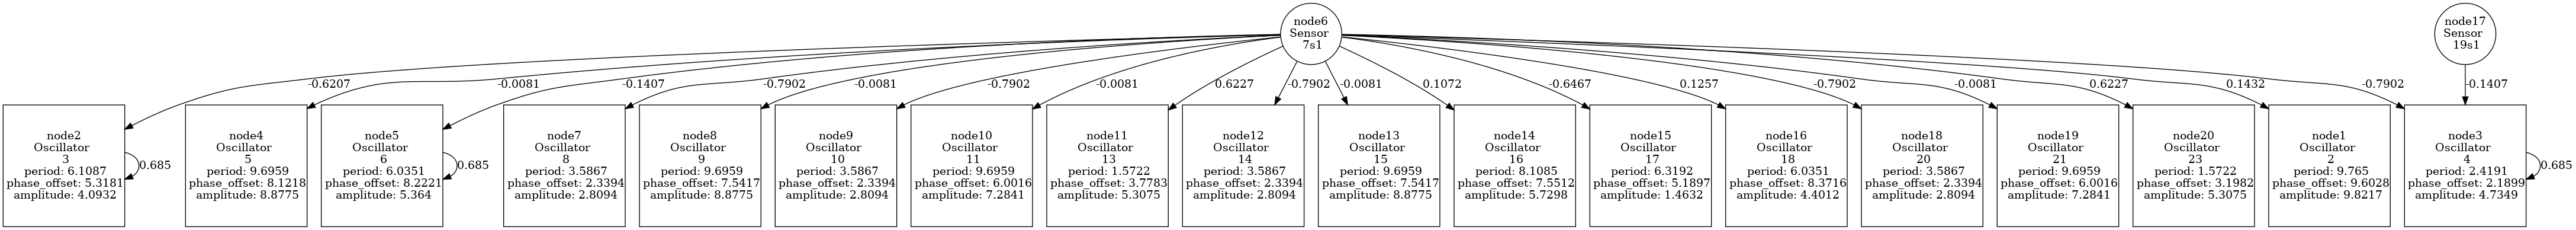 node6
Sensor
7s1
node17
Sensor
19s1
-0.6207
-0.0081
-0.1407
-0.7902
-0.0081
-0.7902
-0.0081
0.6227
-0.7902
-0.0081
0.1072
-0.6467
0.1257
-0.7902
-0.0081
0.6227
0.1432
-0.7902
-0.1407
node2
Oscillator
3
period: 6.1087
phase_offset: 5.3181
amplitude: 4.0932
0.685
node4
Oscillator
5
period: 9.6959
phase_offset: 8.1218
amplitude: 8.8775
node5
Oscillator
6
period: 6.0351
phase_offset: 8.2221
amplitude: 5.364
0.685
node7
Oscillator
8
period: 3.5867
phase_offset: 2.3394
amplitude: 2.8094
node8
Oscillator
9
period: 9.6959
phase_offset: 7.5417
amplitude: 8.8775
node9
Oscillator
10
period: 3.5867
phase_offset: 2.3394
amplitude: 2.8094
node10
Oscillator
11
period: 9.6959
phase_offset: 6.0016
amplitude: 7.2841
node11
Oscillator
13
period: 1.5722
phase_offset: 3.7783
amplitude: 5.3075
node12
Oscillator
14
period: 3.5867
phase_offset: 2.3394
amplitude: 2.8094
node13
Oscillator
15
period: 9.6959
phase_offset: 7.5417
amplitude: 8.8775
node14
Oscillator
16
period: 8.1085
phase_offset: 7.5512
amplitude: 5.7298
node15
Oscillator
17
period: 6.3192
phase_offset: 5.1897
amplitude: 1.4632
node16
Oscillator
18
period: 6.0351
phase_offset: 8.3716
amplitude: 4.4012
node18
Oscillator
20
period: 3.5867
phase_offset: 2.3394
amplitude: 2.8094
node19
Oscillator
21
period: 9.6959
phase_offset: 6.0016
amplitude: 7.2841
node20
Oscillator
23
period: 1.5722
phase_offset: 3.1982
amplitude: 5.3075
node1
Oscillator
2
period: 9.765
phase_offset: 9.6028
amplitude: 9.8217
node3
Oscillator
4
period: 2.4191
phase_offset: 2.1899
amplitude: 4.7349
0.685